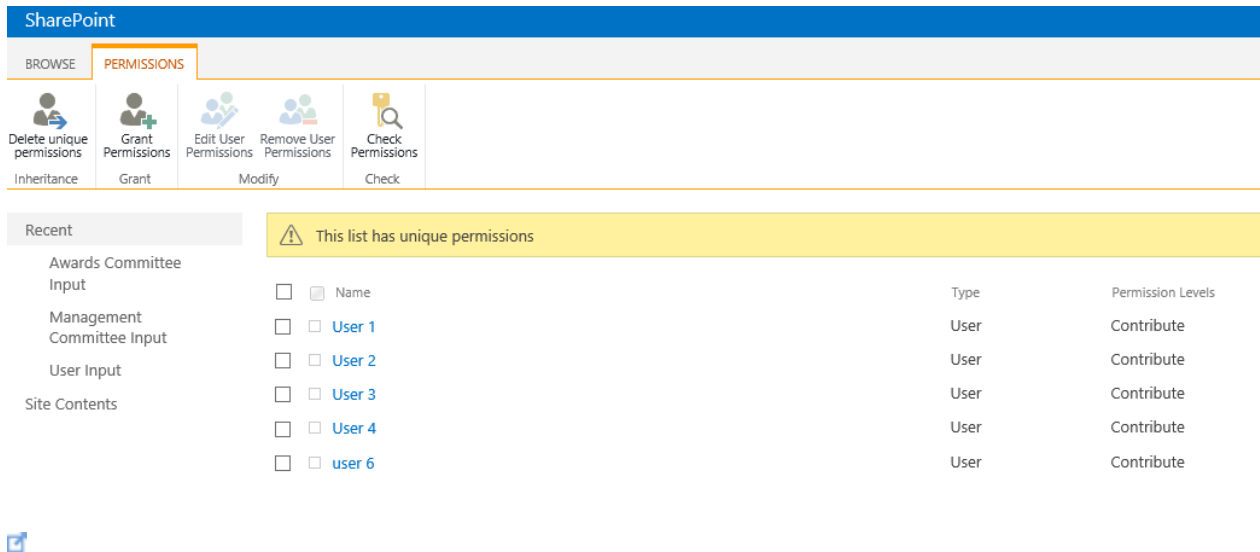 SharePoint
BROWSE PERMISSIONS
Delete unique permissions
Grant Permissions
Edit User Permissions
Remove User Permissions
Check Permissions
Inheritance Grant Modify Check
Recent
Awards Committee
Input
Management
Committee Input
User Input
Site Contents
This list has unique permissions
Name Type Permission Levels
User 1 User Contribute
User 2 User Contribute
User 3 User Contribute
User 4 User Contribute
user 6 User Contribute